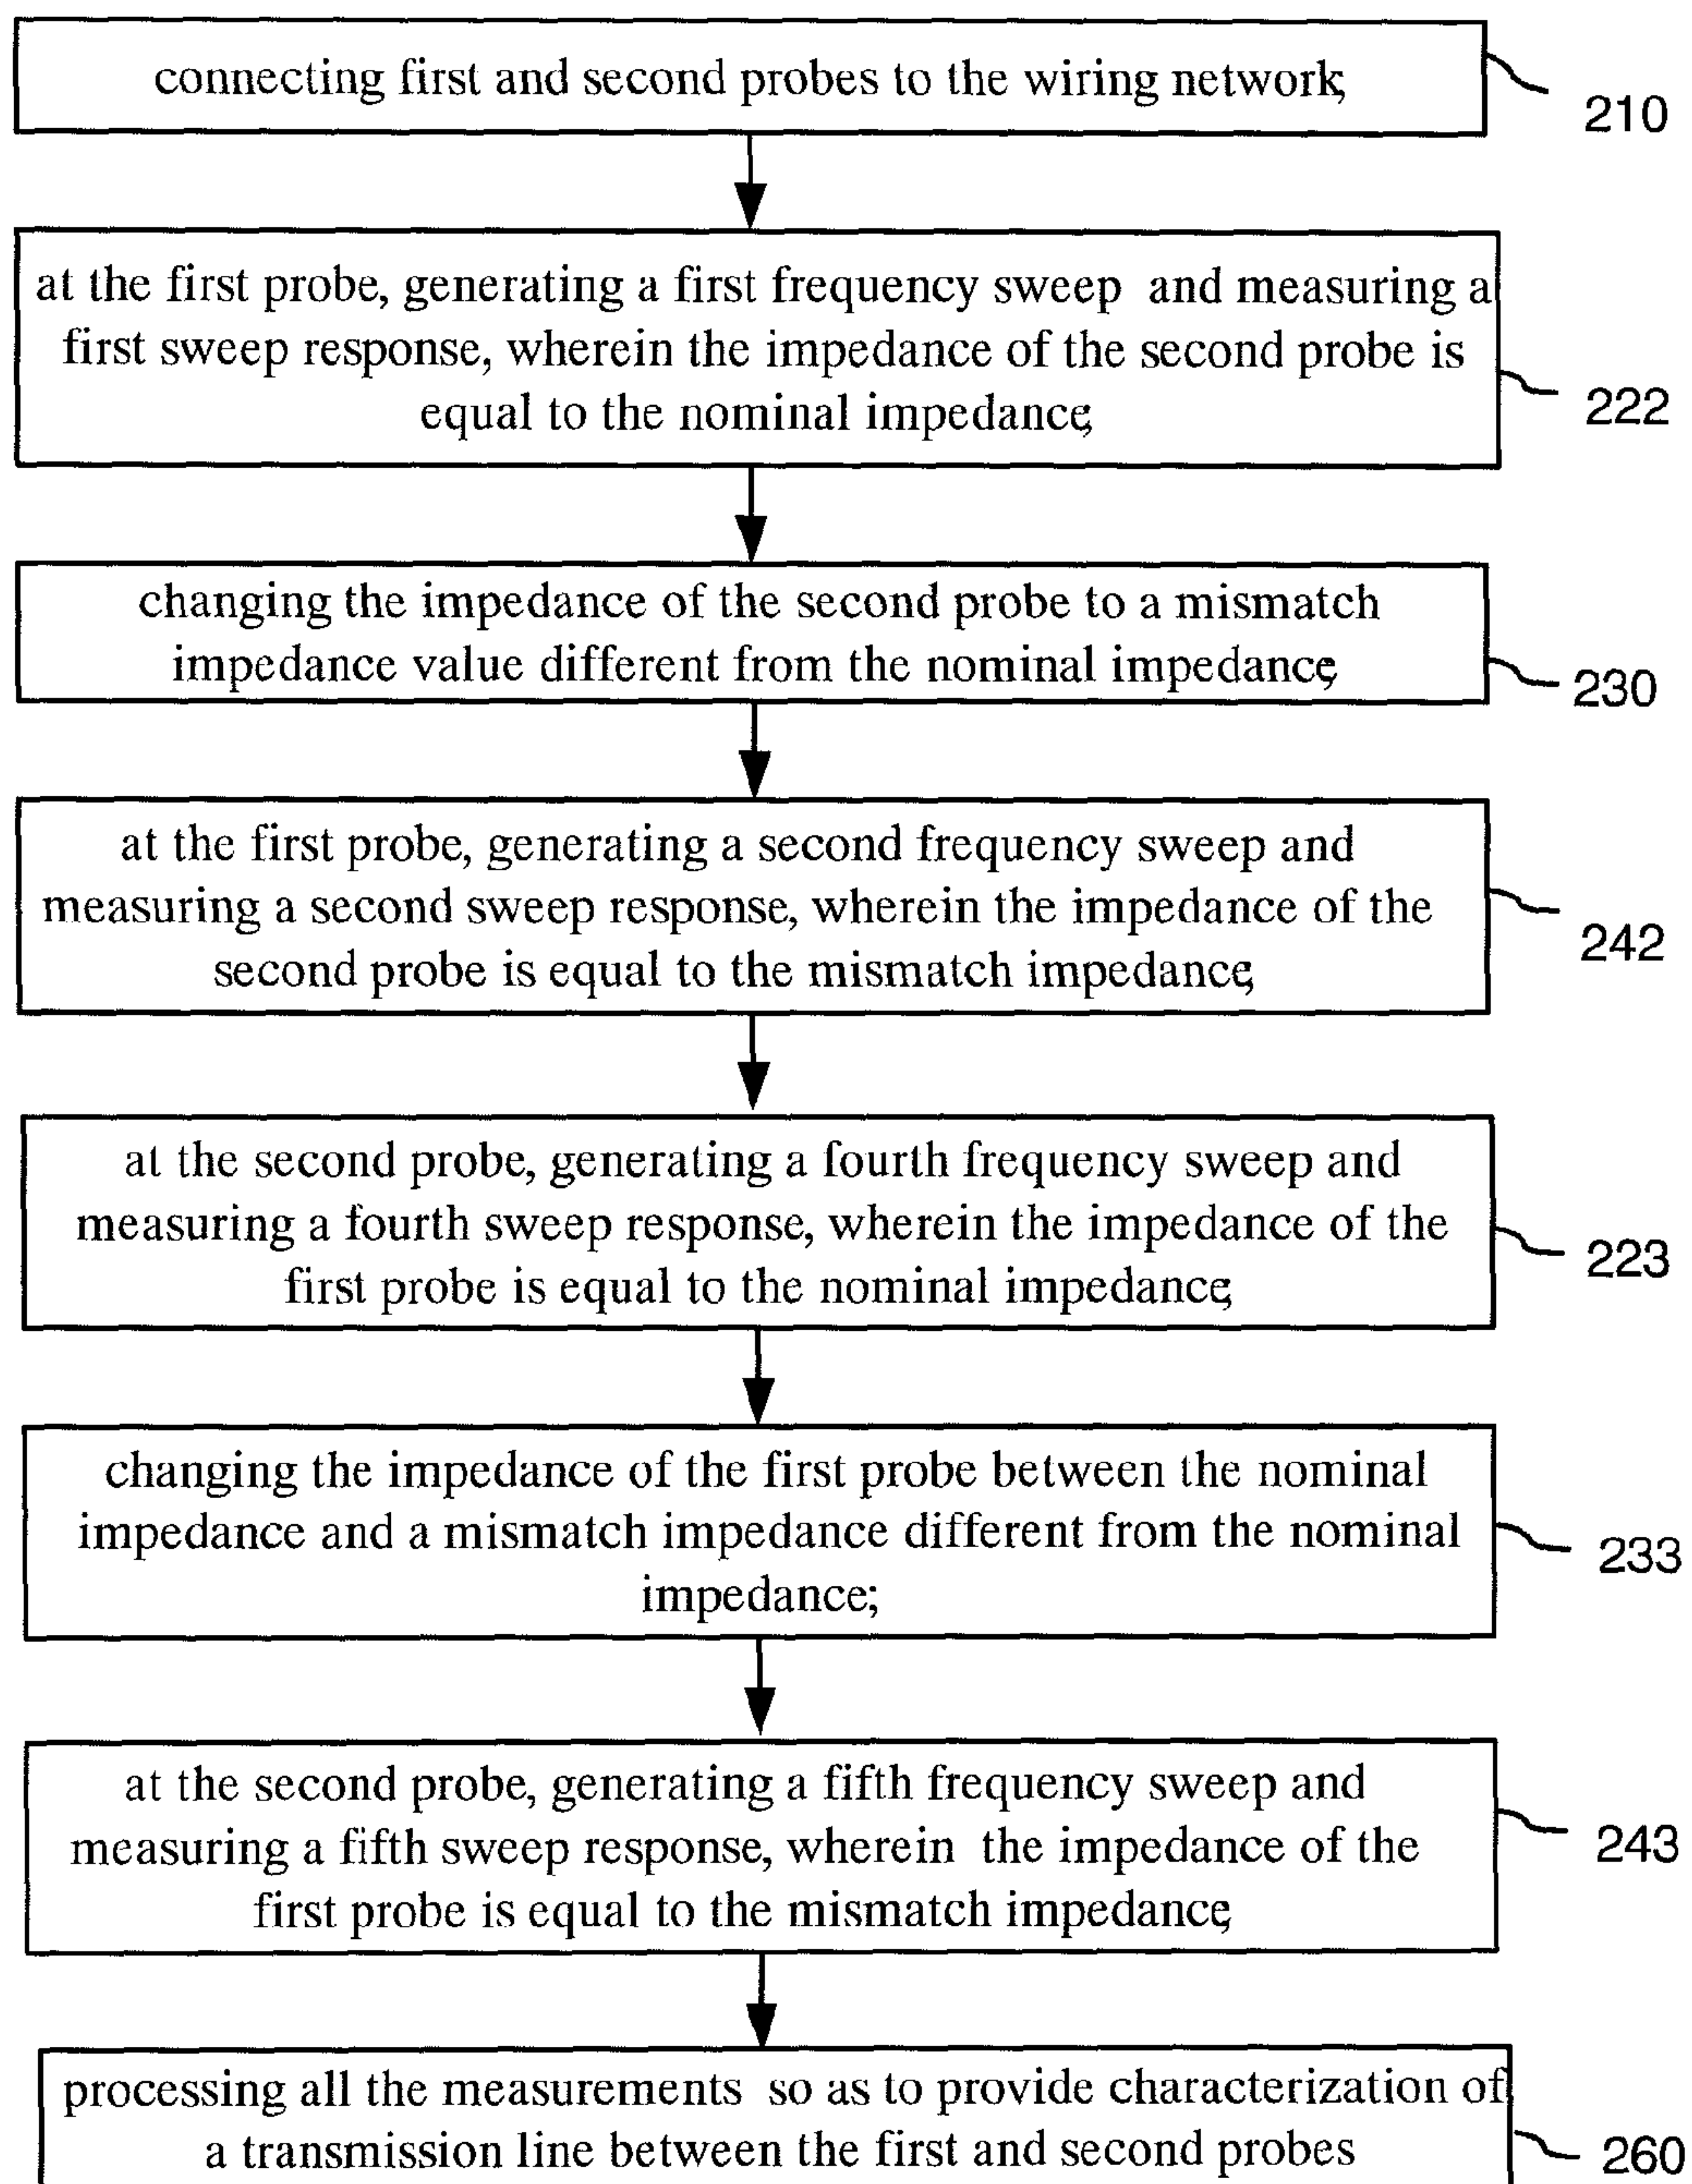 connecting first and second probes to the wiring network;
210
at the first probe, generating a first frequency sweep and measuring a
first sweep response, wherein the impedance of the second probe is
equal to the nominal impedance;
222
changing the impedance of the second probe to a mismatch
impedance value different from the nominal impedance;
230
at the first probe, generating a second frequency sweep and
measuring a second sweep response, wherein the impedance of the
second probe is equal to the mismatch impedance;
242
at the second probe, generating a fourth frequency sweep and
measuring a fourth sweep response, wherein the impedance of the
first probe is equal to the nominal impedance;
223
changing the impedance of the first probe between the nominal
impedance and a mismatch impedance different from the nominal
impedance;
233
at the second probe, generating a fifth frequency sweep and
measuring a fifth sweep response, wherein the impedance of the
first probe is equal to the mismatch impedance;
243
processing all the measurements so as to provide characterization of
a transmission line between the first and second probes
260